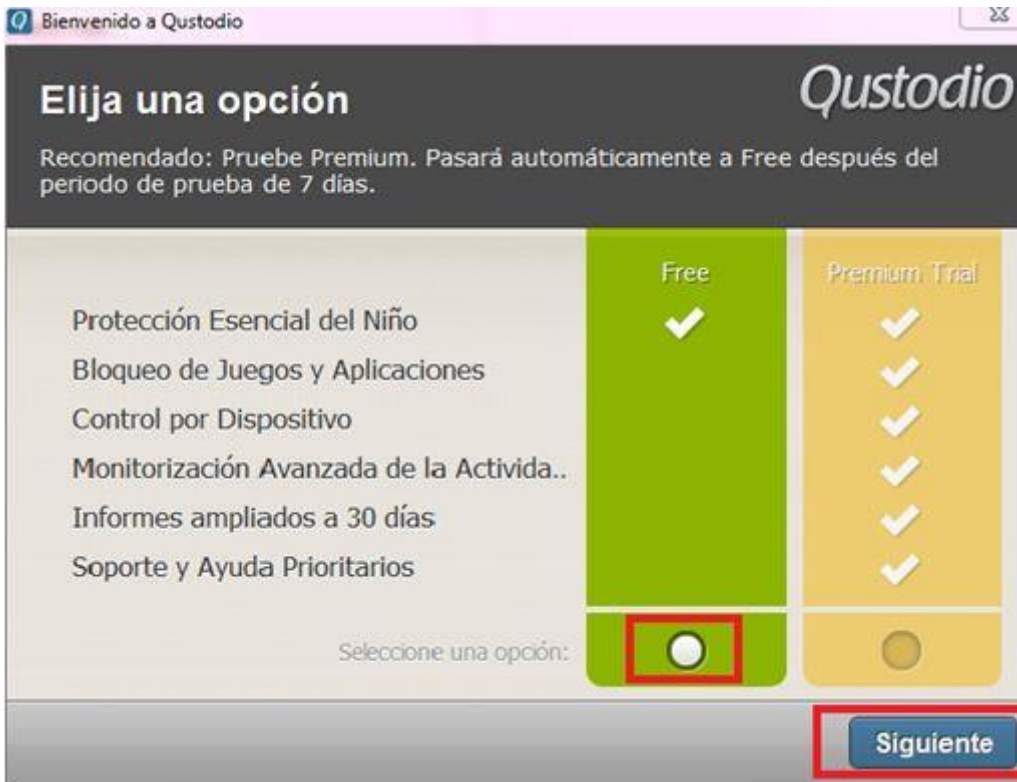 Bienvenido a Qustodio
Elija una opción
Qustodio
Recomendado: Pruebe Premium. Pasará automáticamente a Free después del
periodo de prueba de 7 días.
Free
Premium Trial
Protección Esencial del Niño
Bloqueo de Juegos y Aplicaciones
Control por Dispositivo
Monitorización Avanzada de la Activida..
Informes ampliados a 30 días
Soporte y Ayuda Prioritarios
Seleccione una opción:
Siguiente